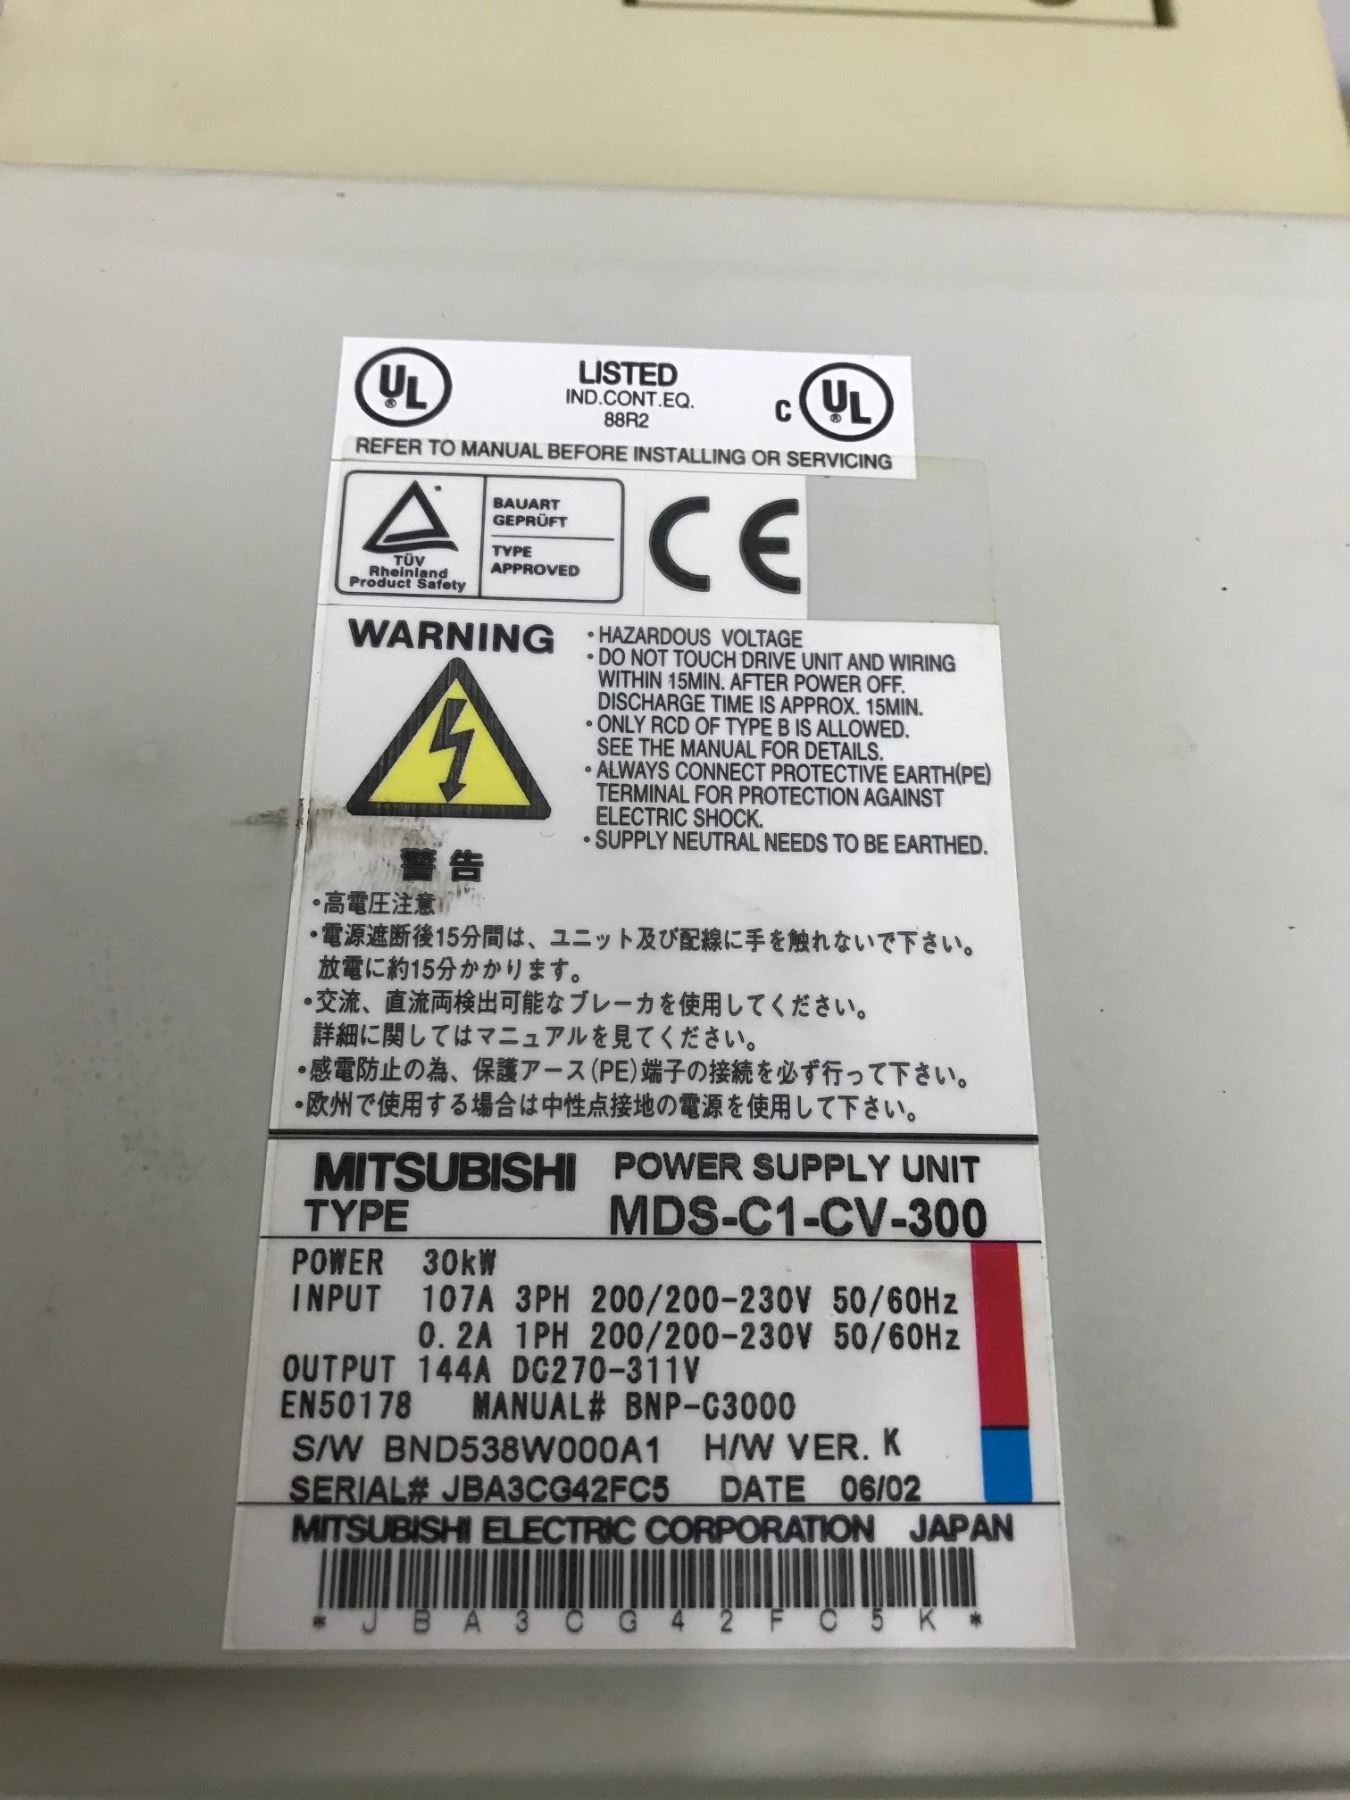 UL
LISTED
IND.CONT.EQ.
88R2
C UL
REFER TO MANUAL BEFORE INSTALLING OR SERVICING
TÜV
Rheinland
Product Safety
BAUART
GEPRÜFT
TYPE
APPROVED
CE
WARNING
・HAZARDOUS VOLTAGE
・DO NOT TOUCH DRIVE UNIT AND WIRING
WITHIN 15MIN. AFTER POWER OFF.
DISCHARGE TIME IS APPROX. 15MIN.
・ONLY RCD OF TYPE B IS ALLOWED.
SEE THE MANUAL FOR DETAILS.
・ALWAYS CONNECT PROTECTIVE EARTH(PE)
TERMINAL FOR PROTECTION AGAINST
ELECTRIC SHOCK.
・SUPPLY NEUTRAL NEEDS TO BE EARTHED.
警告
・高電圧注意
・電源遮断後15分間は、ユニット及び配線に手を触れないで下さい。
放電に約15分かかります。
・交流、直流両検出可能なブレーカを使用してください。
詳細に関してはマニュアルを見てください。
・感電防止の為、保護アース(PE)端子の接続を必ず行って下さい。
・欧州で使用する場合は中性点接地の電源を使用して下さい。
MITSUBISHI POWER SUPPLY UNIT
TYPE MDS-C1-CV-300
POWER 30kW
INPUT 107A 3PH 200/200-230V 50/60Hz
0.2A 1PH 200/200-230V 50/60Hz
OUTPUT 144A DC270-311V
EN50178 MANUAL# BNP-C3000
S/W BND538W000A1 H/W VER. K
SERIAL# JBA3CG42FC5 DATE 06/02
MITSUBISHI ELECTRIC CORPORATION JAPAN
*JBA3CG42FC5K*